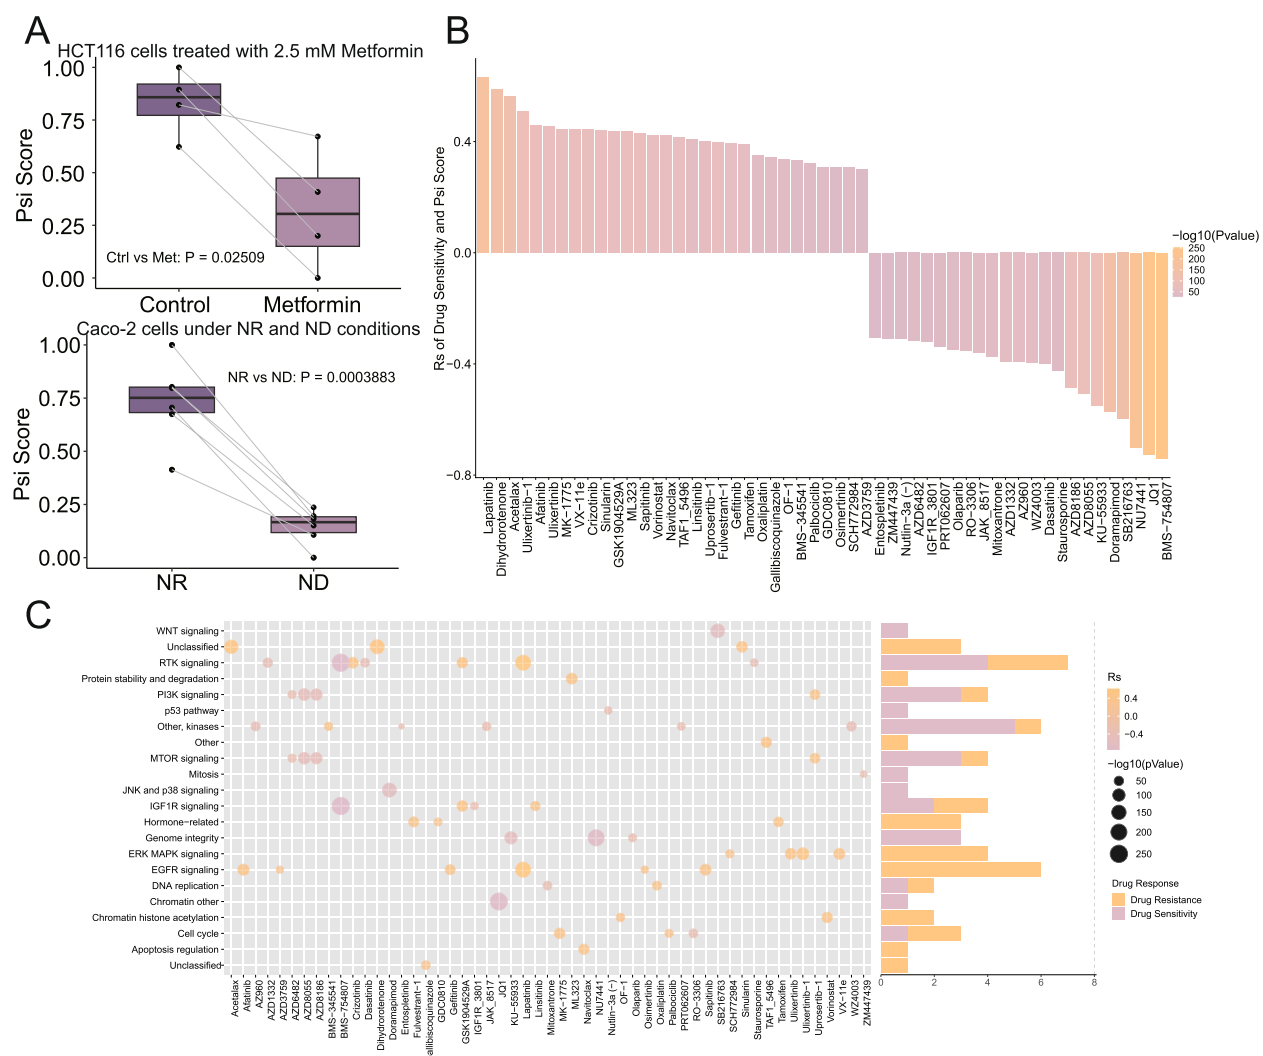 A
HCT116 cells treated with 2.5 mM Metformin
Psi Score
1.00
0.75
0.50
0.25
0.00
Ctrl vs Met: P = 0.02509
Control
Metformin
Caco-2 cells under NR and ND conditions
Psi Score
1.00
0.75
0.50
0.25
0.00
NR vs ND: P = 0.0003883
NR
ND
B
Rs of Drug Sensitivity and Psi Score
0.4
0.0
−0.4
−0.8
Lapatinib
Dihydrorotenone
Acetalax
Ulixertinib−1
Afatinib
Ulixertinib
MK−1775
VX−11e
Crizotinib
Sinularin
GSK1904529A
ML323
Sapitinib
Vorinostat
Navitoclax
TAF1_5496
Linsitinib
Uprosertib−1
Fulvestrant−1
Gefitinib
Tamoxifen
Oxaliplatin
Gallibiscoquinazole
OF−1
BMS−345541
Palbociclib
GDC0810
Osimertinib
SCH772984
AZD3759
Entospletinib
ZM447439
Nutlin−3a (−)
AZD6482
IGF1R_3801
PRT062607
Olaparib
RO−3306
JAK_8517
Mitoxantrone
AZD1332
AZ960
WZ4003
Dasatinib
Staurosporine
AZD8186
AZD8055
KU−55933
Doramapimod
SB216763
NU7441
JQ1
BMS−754807
−log10(Pvalue)
250
200
150
100
50
C
WNT signaling
Unclassified
RTK signaling
Protein stability and degradation
PI3K signaling
p53 pathway
Other, kinases
Other
MTOR signaling
Mitosis
JNK and p38 signaling
IGF1R signaling
Hormone−related
Genome integrity
ERK MAPK signaling
EGFR signaling
DNA replication
Chromatin other
Chromatin histone acetylation
Cell cycle
Apoptosis regulation
Unclassified
Acetalax
Afatinib
AZ960
AZD1332
AZD3759
AZD6482
AZD8055
AZD8186
BMS−345541
BMS−754807
Crizotinib
Dasatinib
Dihydrorotenone
Doramapimod
Entospletinib
Fulvestrant−1
allibiscoquinazole
GDC0810
Gefitinib
GSK1904529A
IGF1R_3801
JAK_8517
JQ1
KU−55933
Lapatinib
Linsitinib
Mitoxantrone
MK−1775
ML323
Navitoclax
NU7441
Nutlin−3a (−)
OF−1
Olaparib
Osimertinib
Oxaliplatin
Palbociclib
PRT062607
RO−3306
Sapitinib
SB216763
SCH772984
Sinularin
Staurosporine
TAF1_5496
Tamoxifen
Ulixertinib
Ulixertinib−1
Uprosertib−1
Vorinostat
VX−11e
WZ4003
ZM447439
0
2
4
6
8
Rs
0.4
0.0
−0.4
−log10(pValue)
50
100
150
200
250
Drug Response
Drug Resistance
Drug Sensitivity